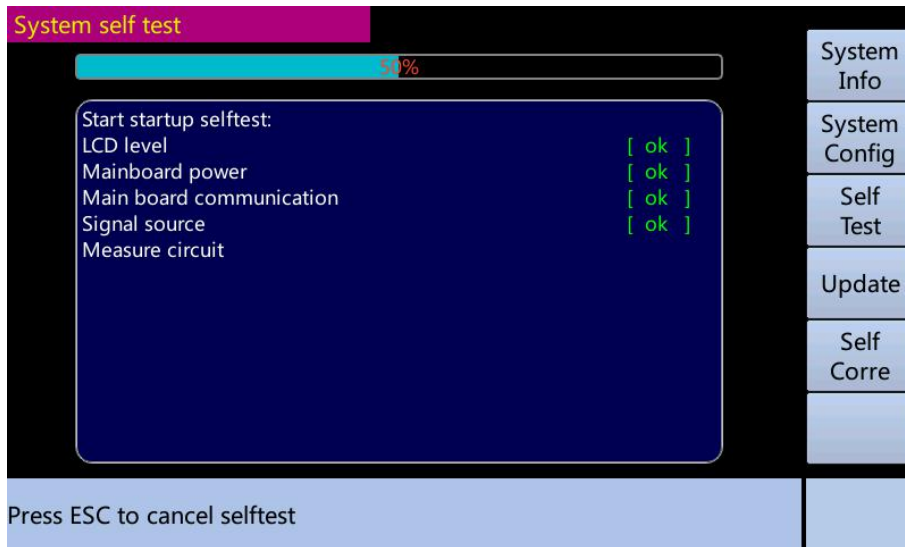 System self test
50%
Start startup selftest:
LCD level [ ok ]
Mainboard power [ ok ]
Main board communication [ ok ]
Signal source [ ok ]
Measure circuit
System
Info
System
Config
Self
Test
Update
Self
Corre
Press ESC to cancel selftest